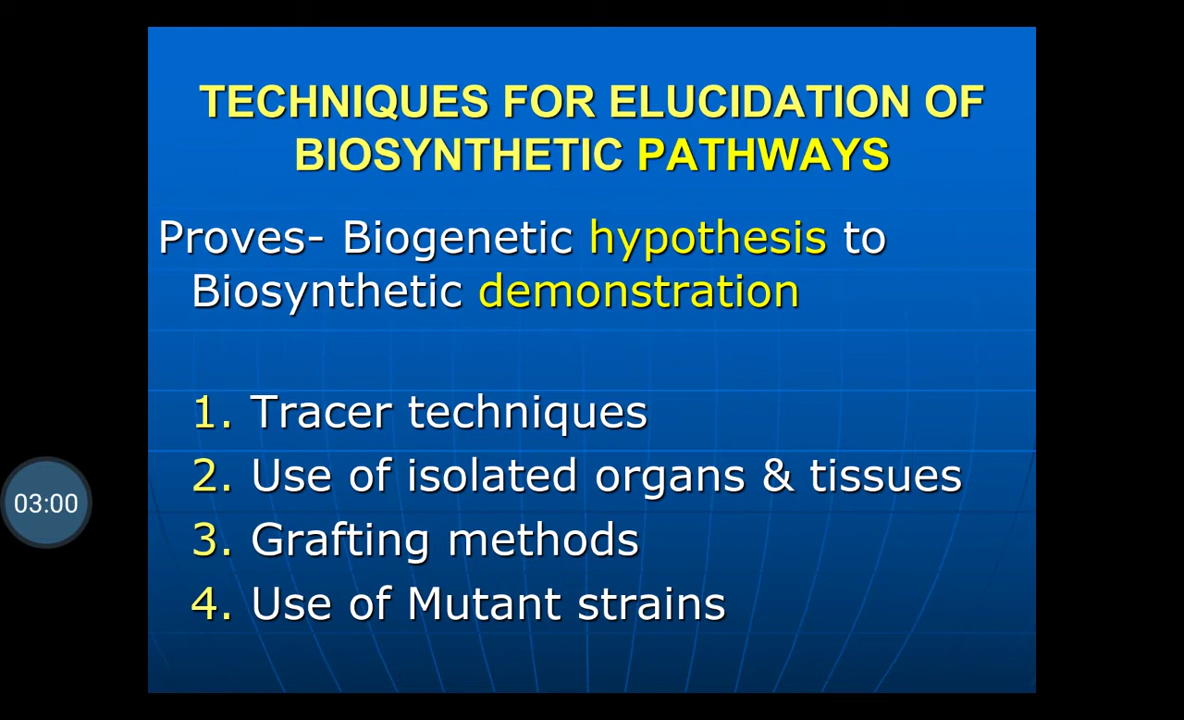 TECHNIQUES FOR ELUCIDATION OF
BIOSYNTHETIC PATHWAYS
Proves- Biogenetic hypothesis to
Biosynthetic demonstration
1. Tracer techniques
2. Use of isolated organs & tissues
3. Grafting methods
4. Use of Mutant strains
03:00